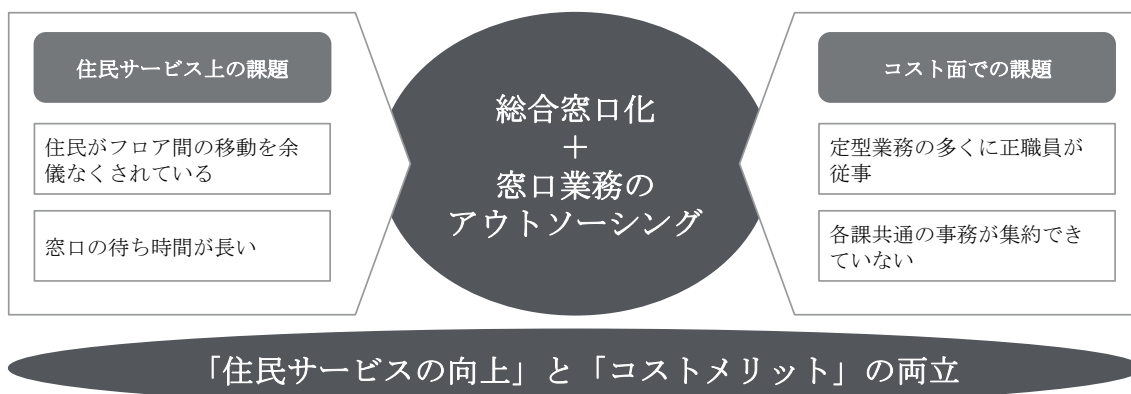 住民サービス上の課題
住民がフロア間の移動を余
儀なくされている
窓口の待ち時間が長い
総合窓口化
＋
窓口業務の
アウトソーシング
コスト面での課題
定型業務の多くに正職員が
従事
各課共通の事務が集約でき
ていない
「住民サービスの向上」と「コストメリット」の両立